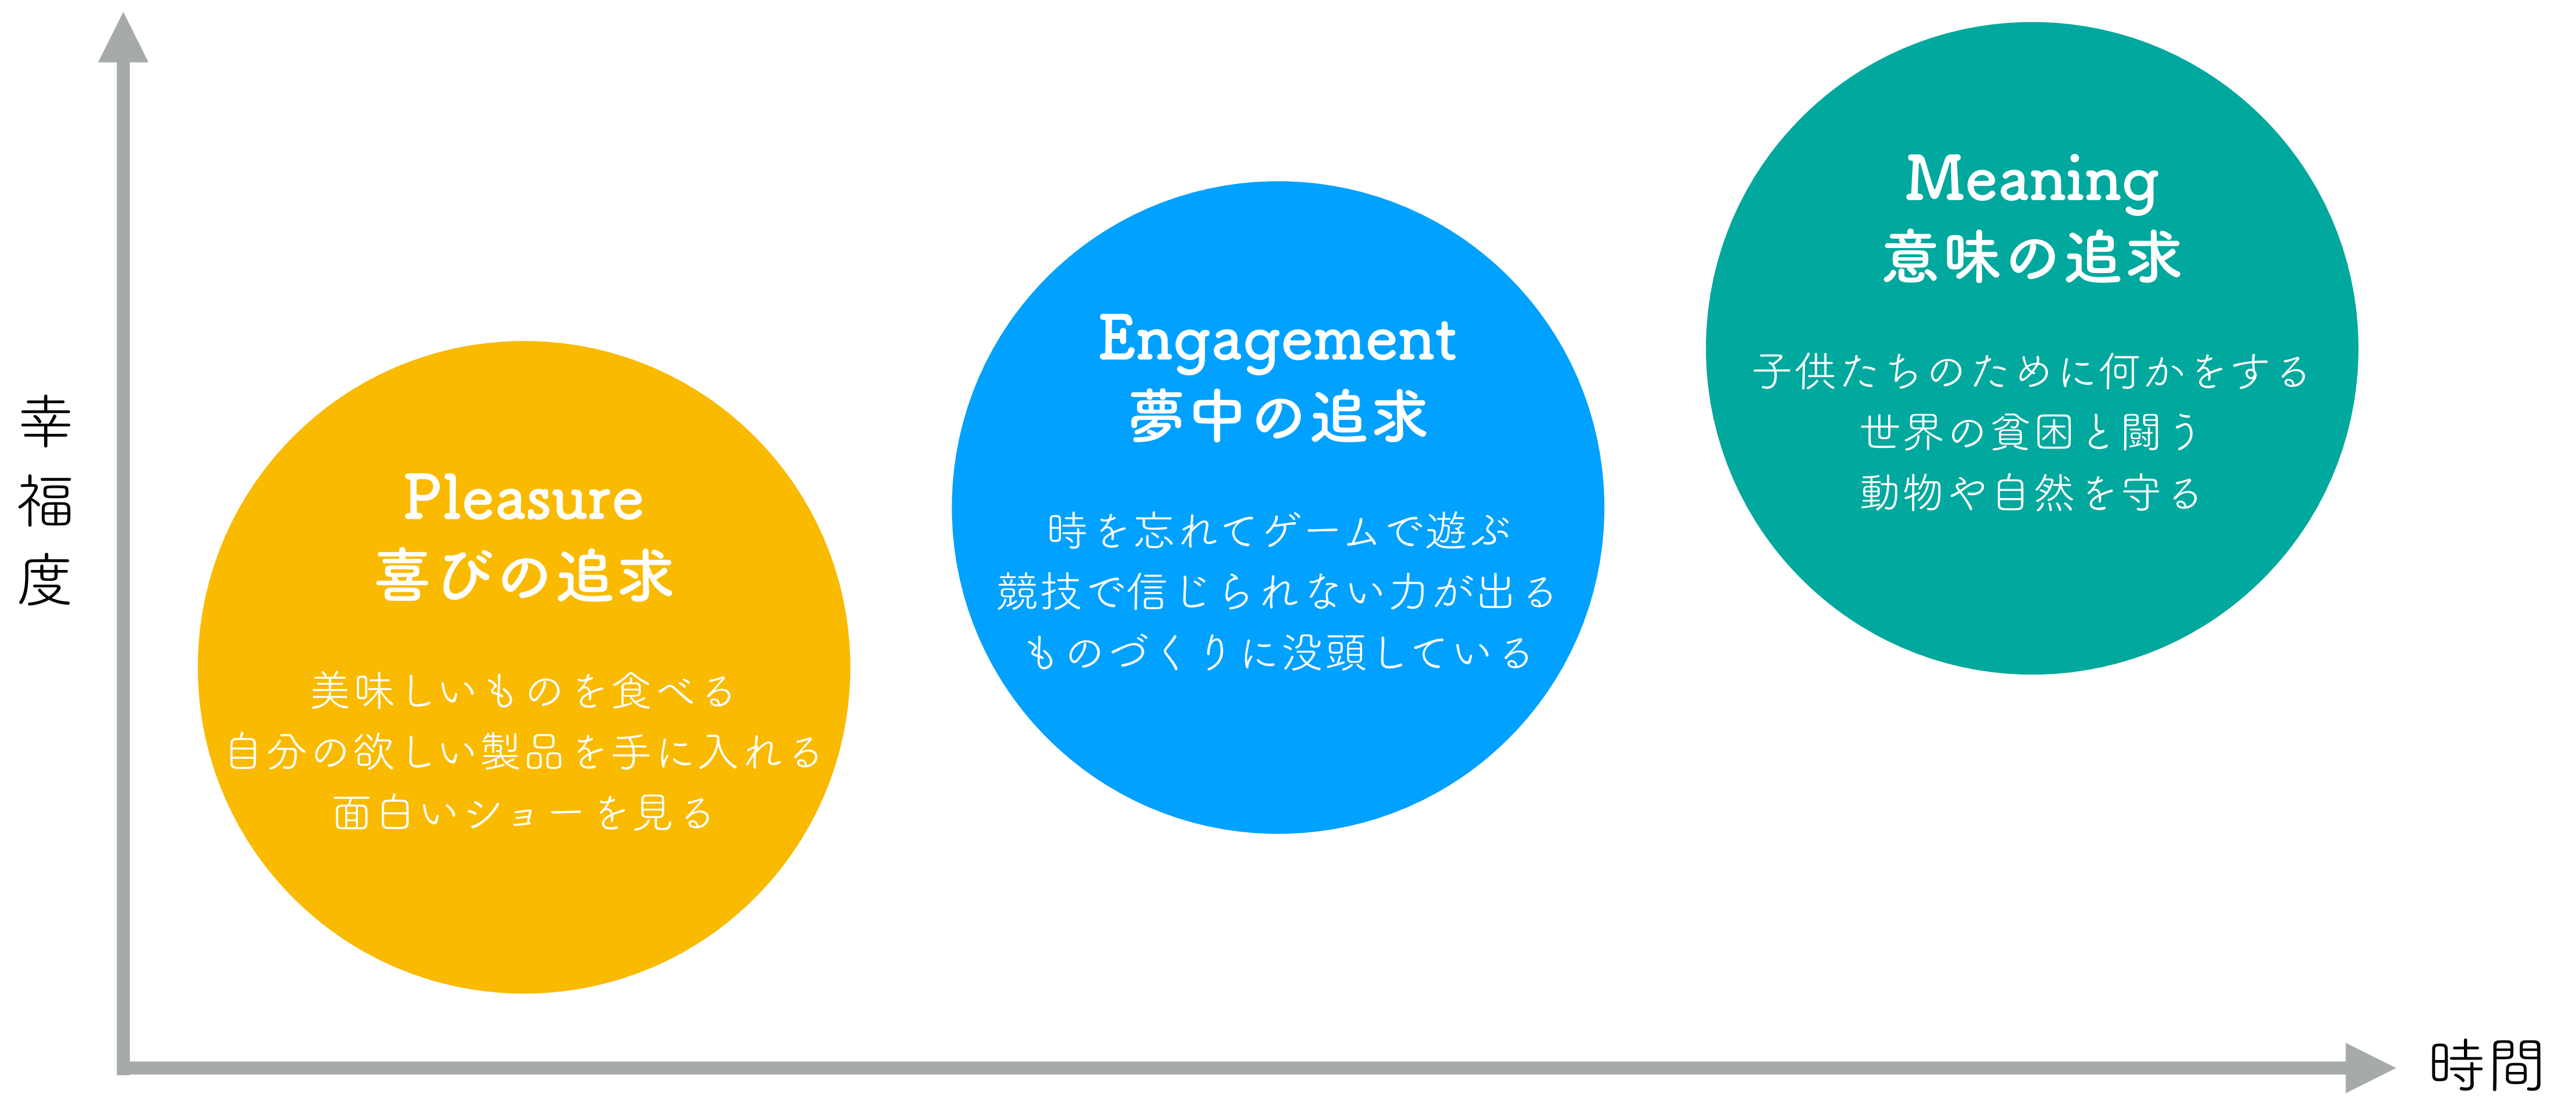 幸福度
Pleasure
喜びの追求
美味しいものを食べる
自分の欲しい製品を手に入れる
面白いショーを見る
Engagement
夢中の追求
時を忘れてゲームで遊ぶ
競技で信じられない力が出る
ものづくりに没頭している
Meaning
意味の追求
子供たちのために何かをする
世界の貧困と闘う
動物や自然を守る
時間